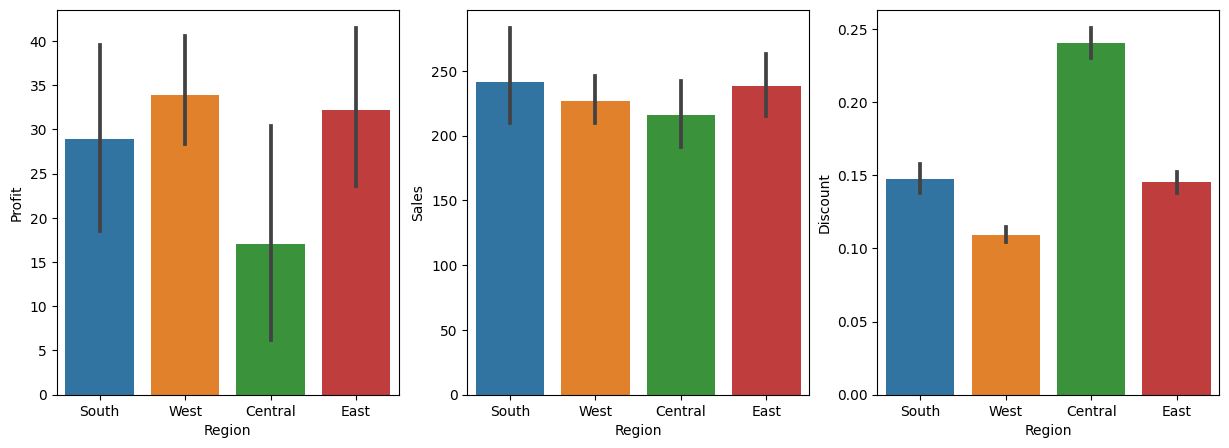 Profit
40
35
30
25
20
15
10
5
0
South West Central East
Region
Sales
250
200
150
100
50
0
South West Central East
Region
Discount
0.25
0.20
0.15
0.10
0.05
0.00
South West Central East
Region